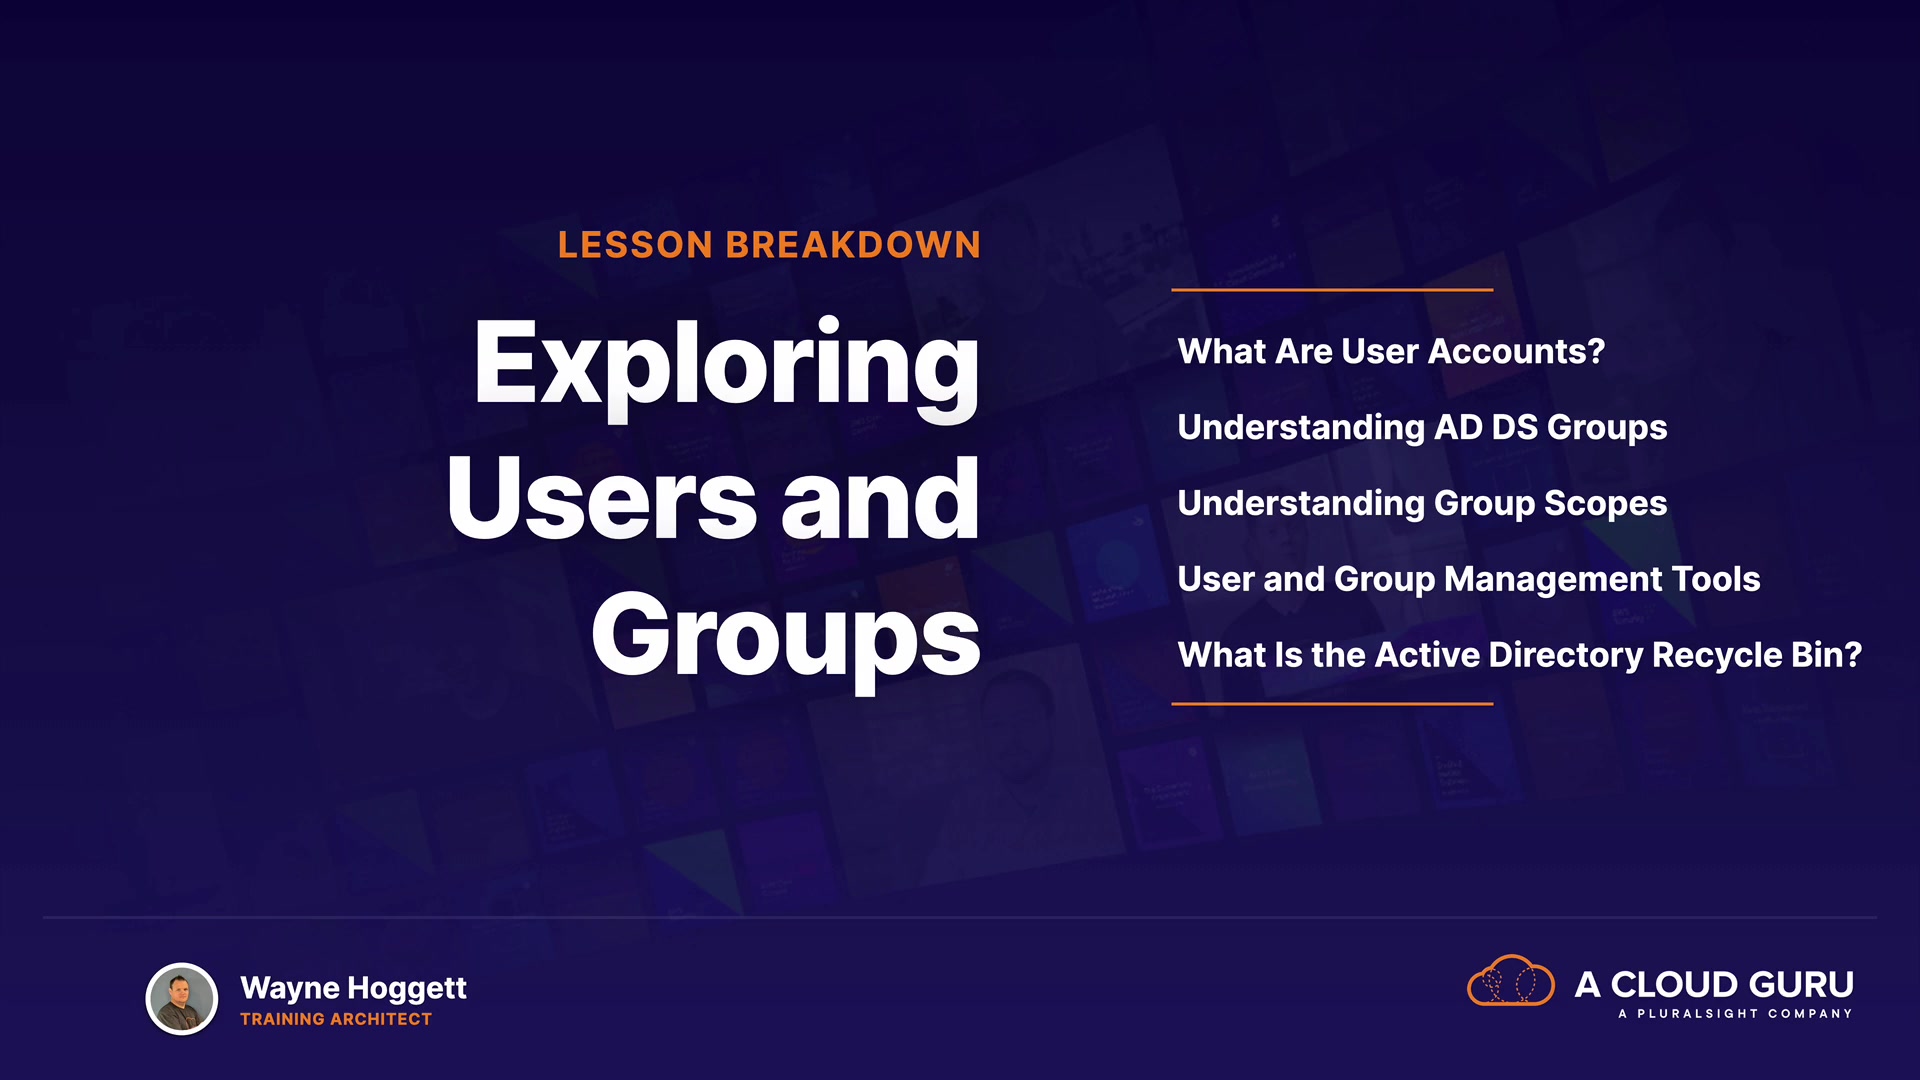 LESSON BREAKDOWN
Exploring
Users and
Groups
What Are User Accounts?
Understanding AD DS Groups
Understanding Group Scopes
User and Group Management Tools
What Is the Active Directory Recycle Bin?
Wayne Hoggett
TRAINING ARCHITECT
A CLOUD GURU
A PLURALSIGHT COMPANY